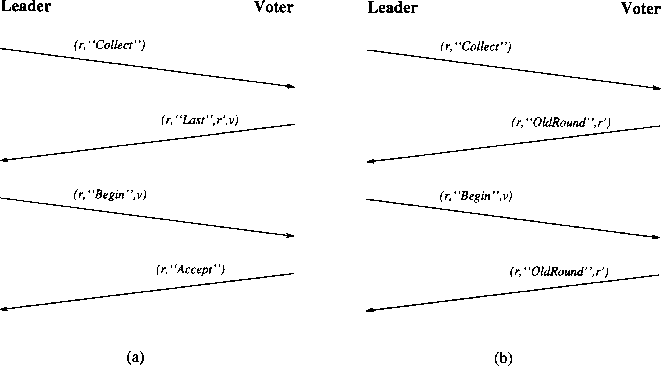 Leader Voter
(r,‘‘Collect’’)
(r,‘‘Last’’,r’,v)
(r,‘‘Begin’’,v)
(r,‘‘Accept’’)
(a)
Leader Voter
(r,‘‘Collect’’)
(r,‘‘OldRound’’,r’)
(r,‘‘Begin’’,v)
(r,‘‘OldRound’’,r’)
(b)